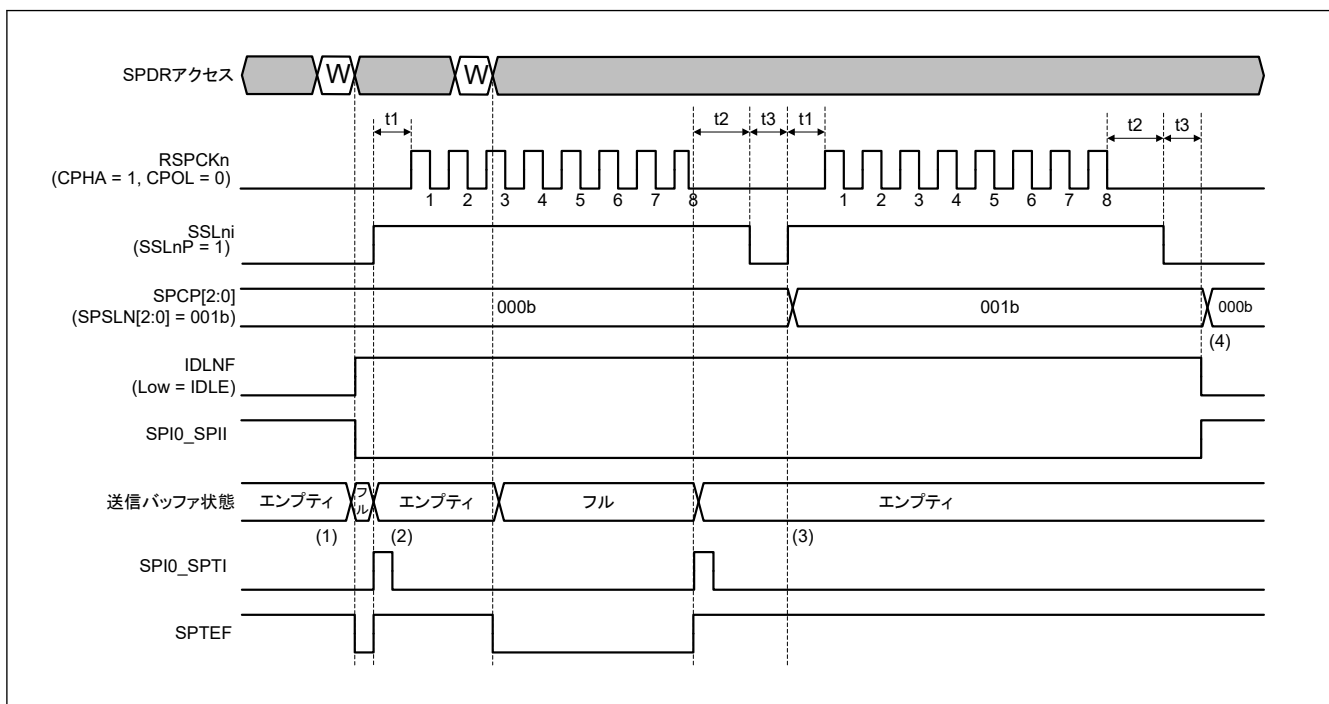 SPDRアクセス
W
W
t1
t2
t3
t1
t2
t3
RSPCKn
(CPHA = 1, CPOL = 0)
1 2 3 4 5 6 7 8
1 2 3 4 5 6 7 8
SSLni
(SSLnP = 1)
SPCP[2:0]
(SPSLN[2:0] = 001b)
000b
001b
000b
(4)
IDLNF
(Low = IDLE)
SPI0_SPII
送信バッファ状態
エンプティ
フル
エンプティ
フル
エンプティ
(1)
(2)
(3)
SPI0_SPTI
SPTEF